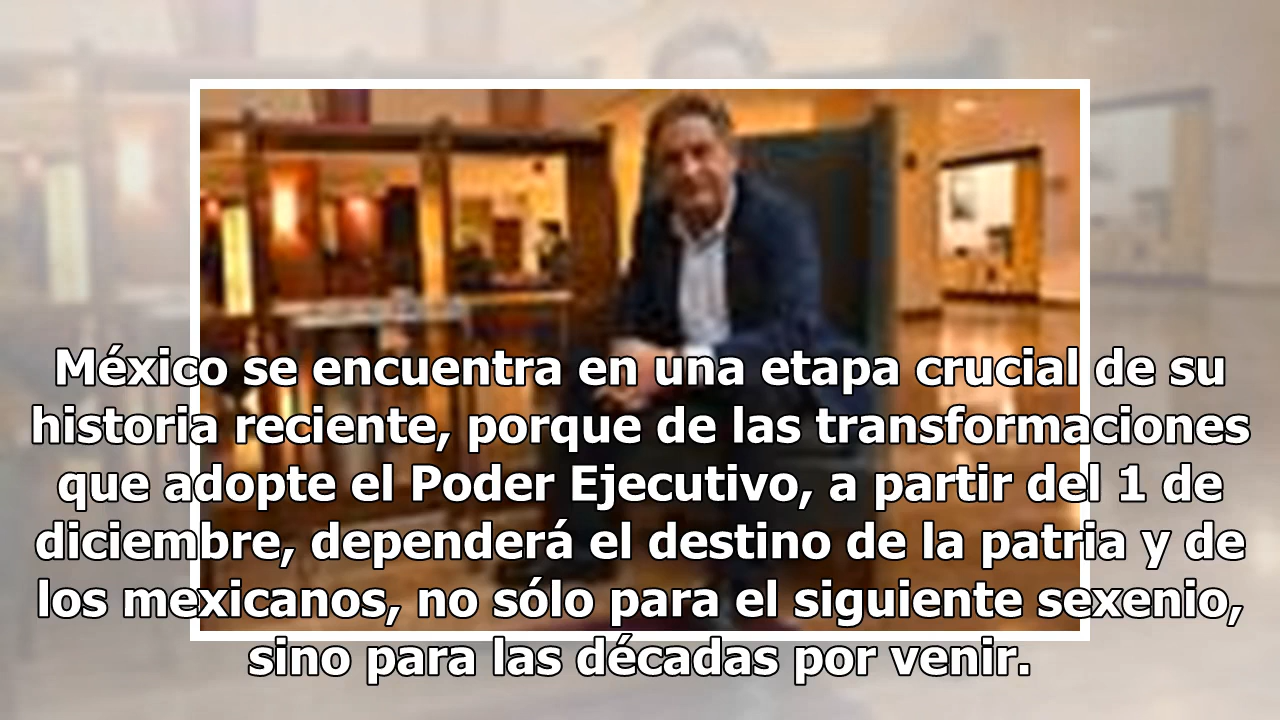 México se encuentra en una etapa crucial de su
historia reciente, porque de las transformaciones
que adopte el Poder Ejecutivo, a partir del 1 de
diciembre, dependerá el destino de la patria y de
los mexicanos, no sólo para el siguiente sexenio,
sino para las décadas por venir.